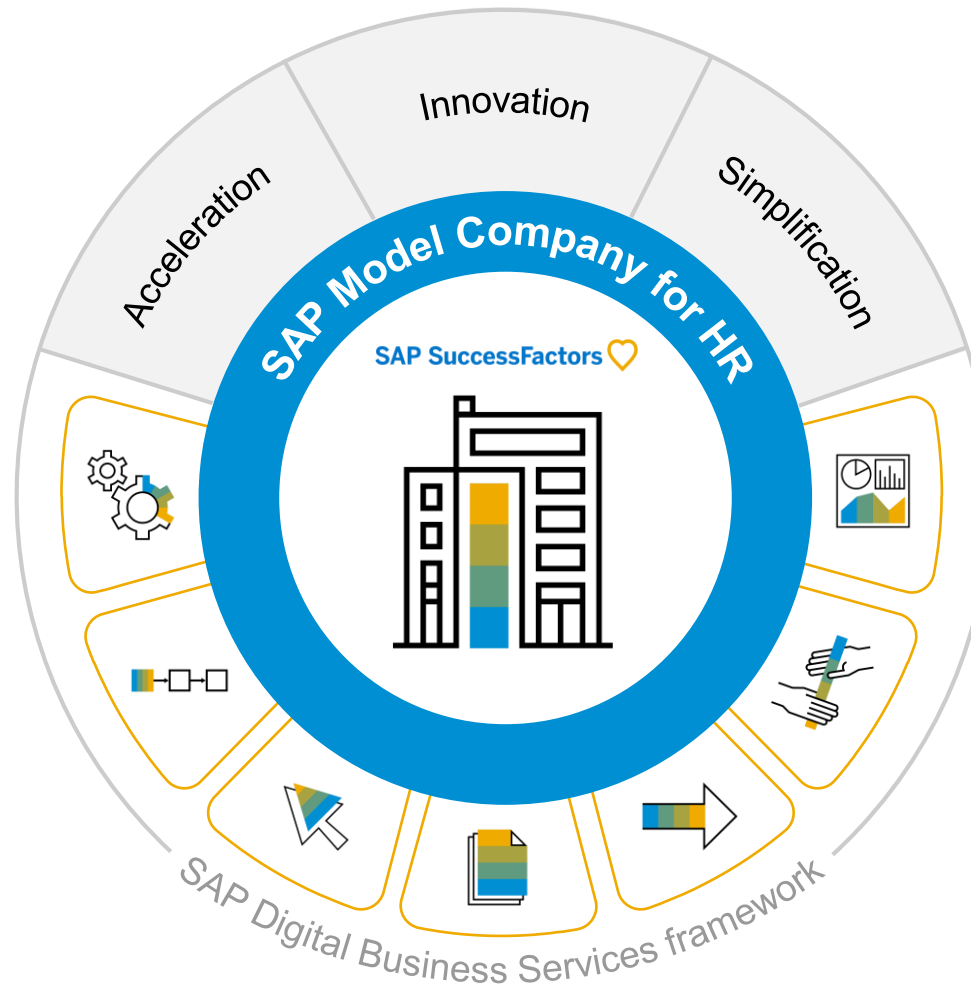 Innovation
Acceleration
Simplification
SAP Model Company for HR
SAP SuccessFactors
SAP Digital Business Services framework